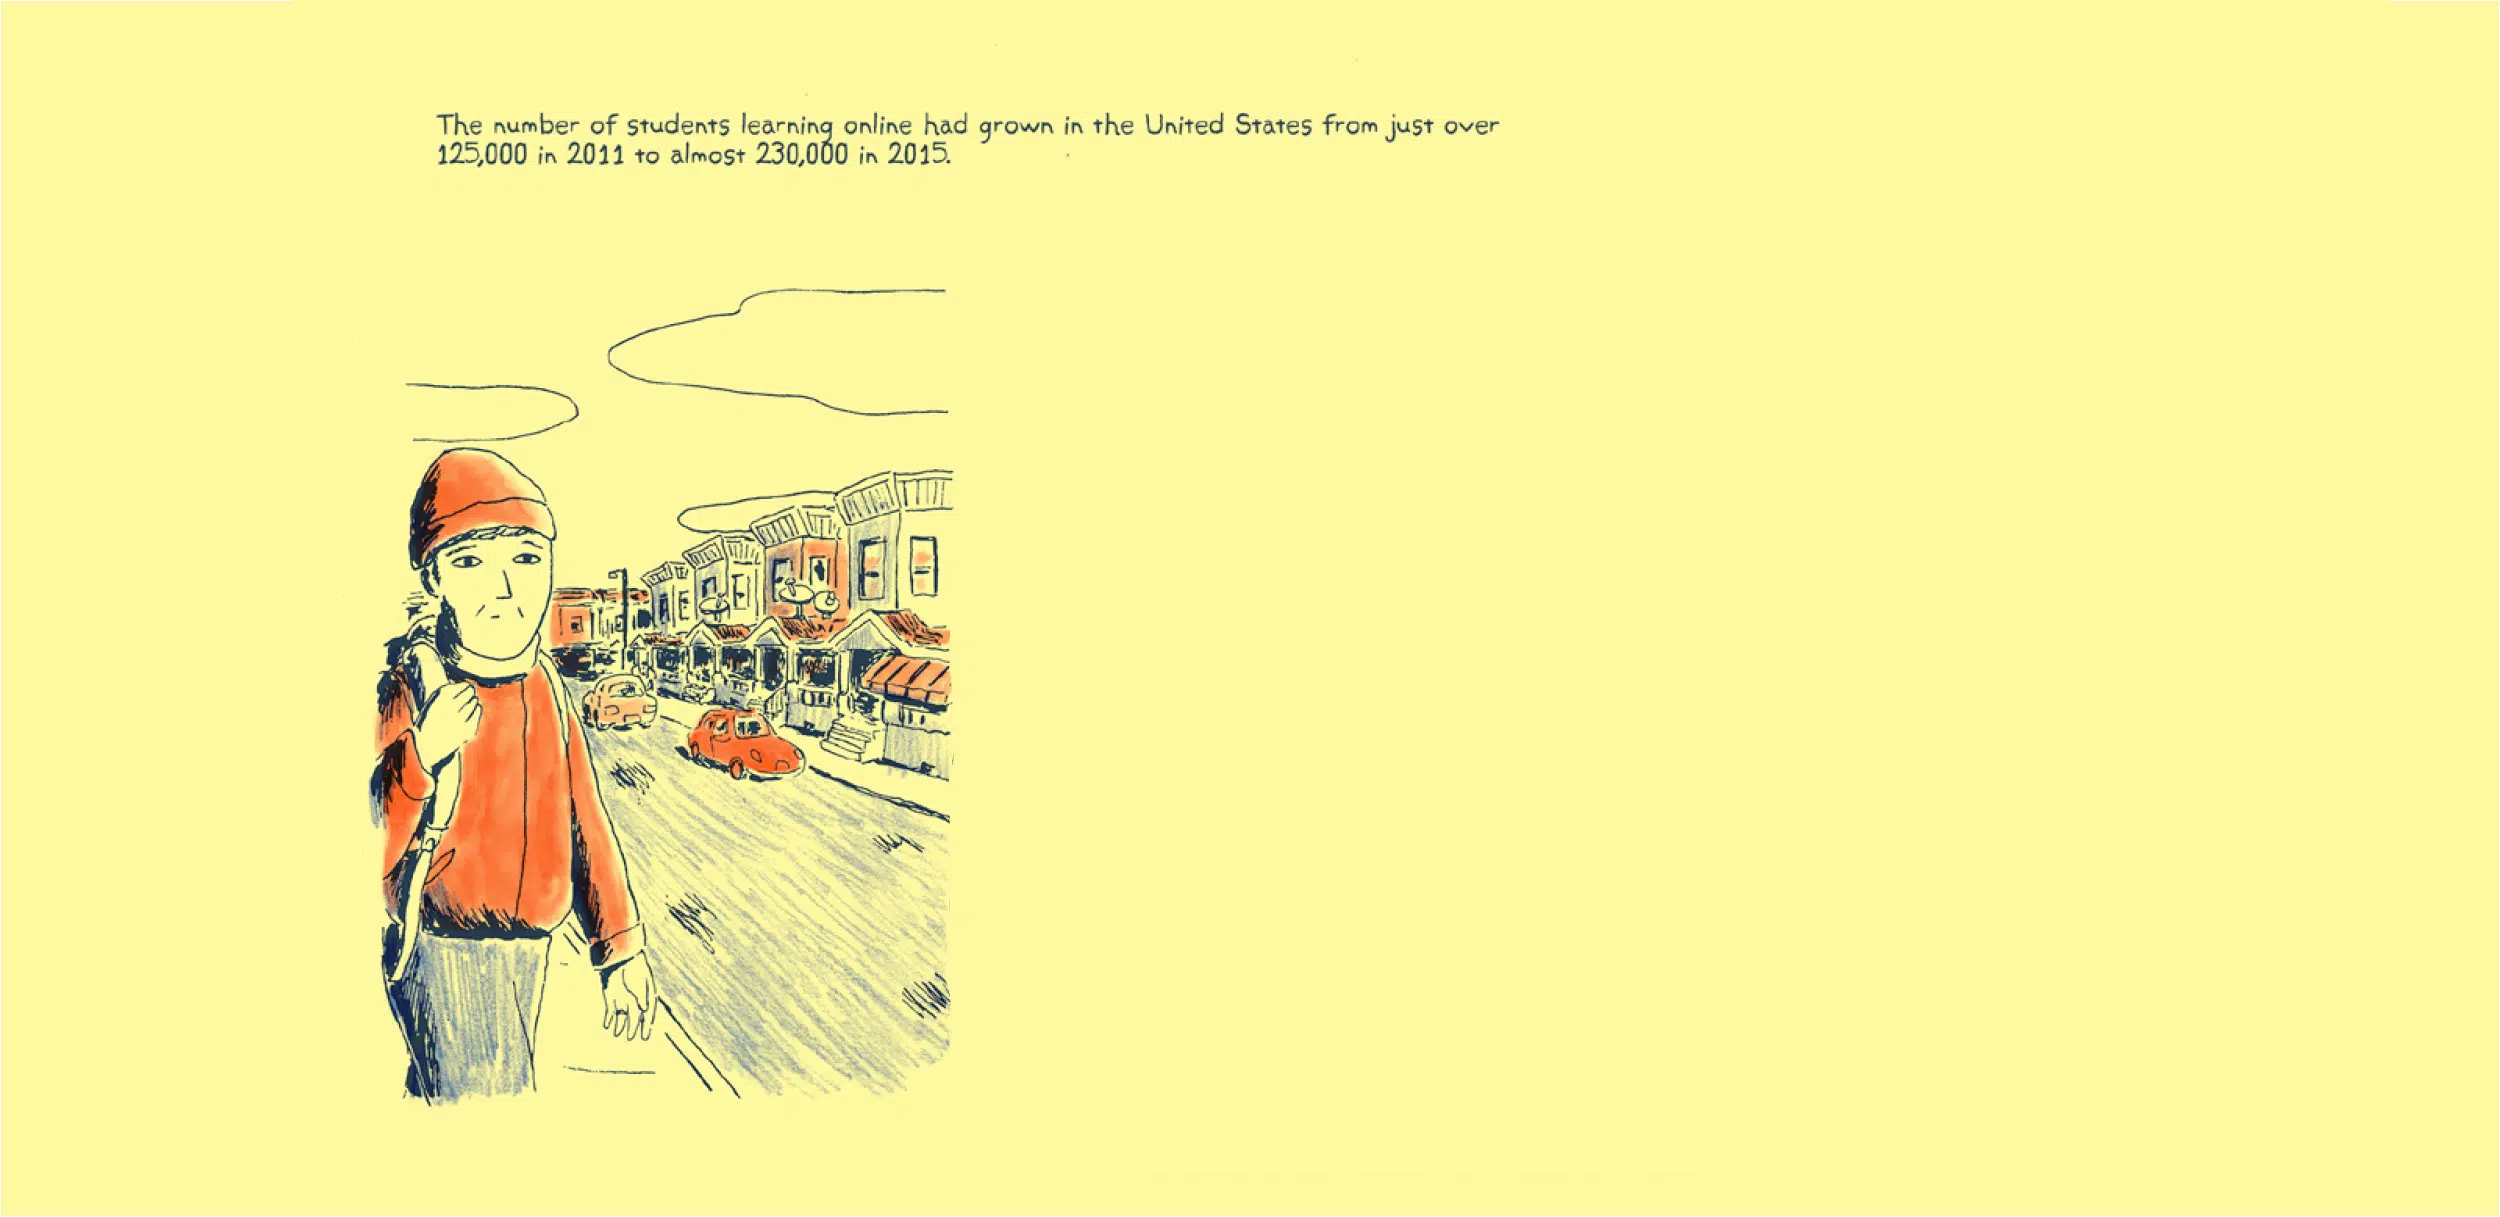 The number of students learning online had grown in the United States from just over
125,000 in 2011 to almost 230,000 in 2015.